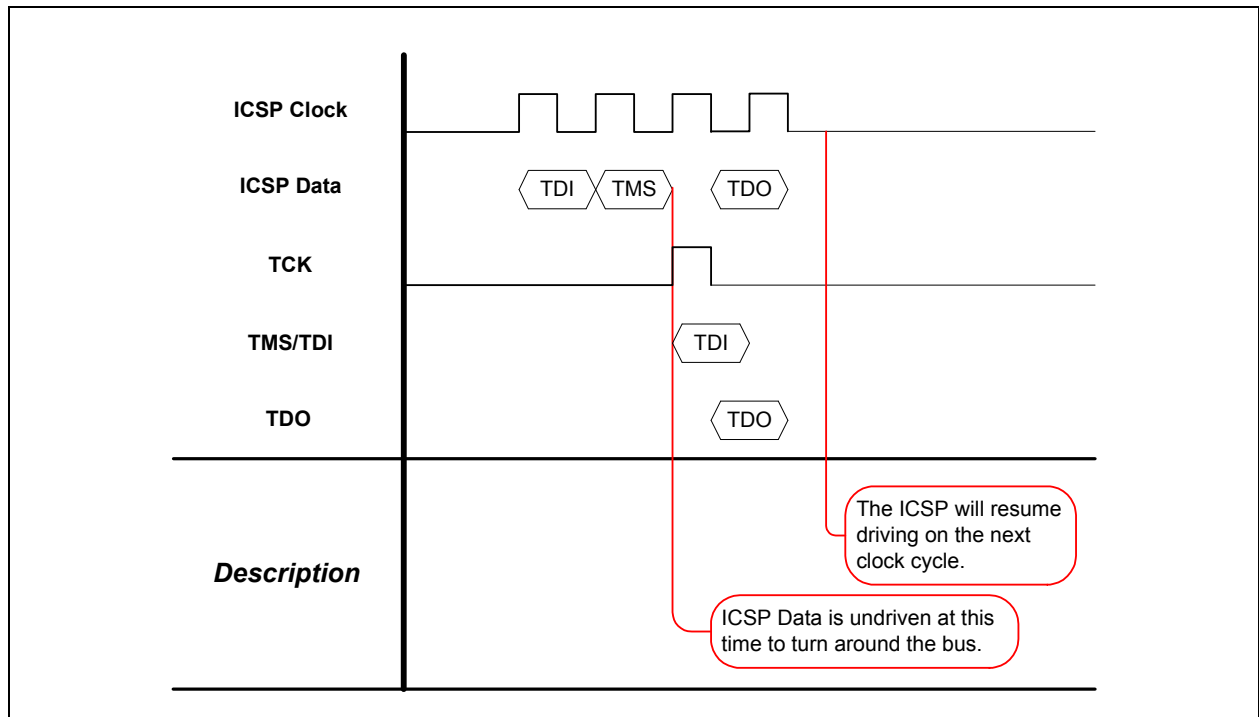 ICSP Clock
ICSP Data
TDI
TMS
TDO
TCK
TMS/TDI
TDI
TDO
TDO
Description
The ICSP will resume
driving on the next
clock cycle.
ICSP Data is undriven at this
time to turn around the bus.